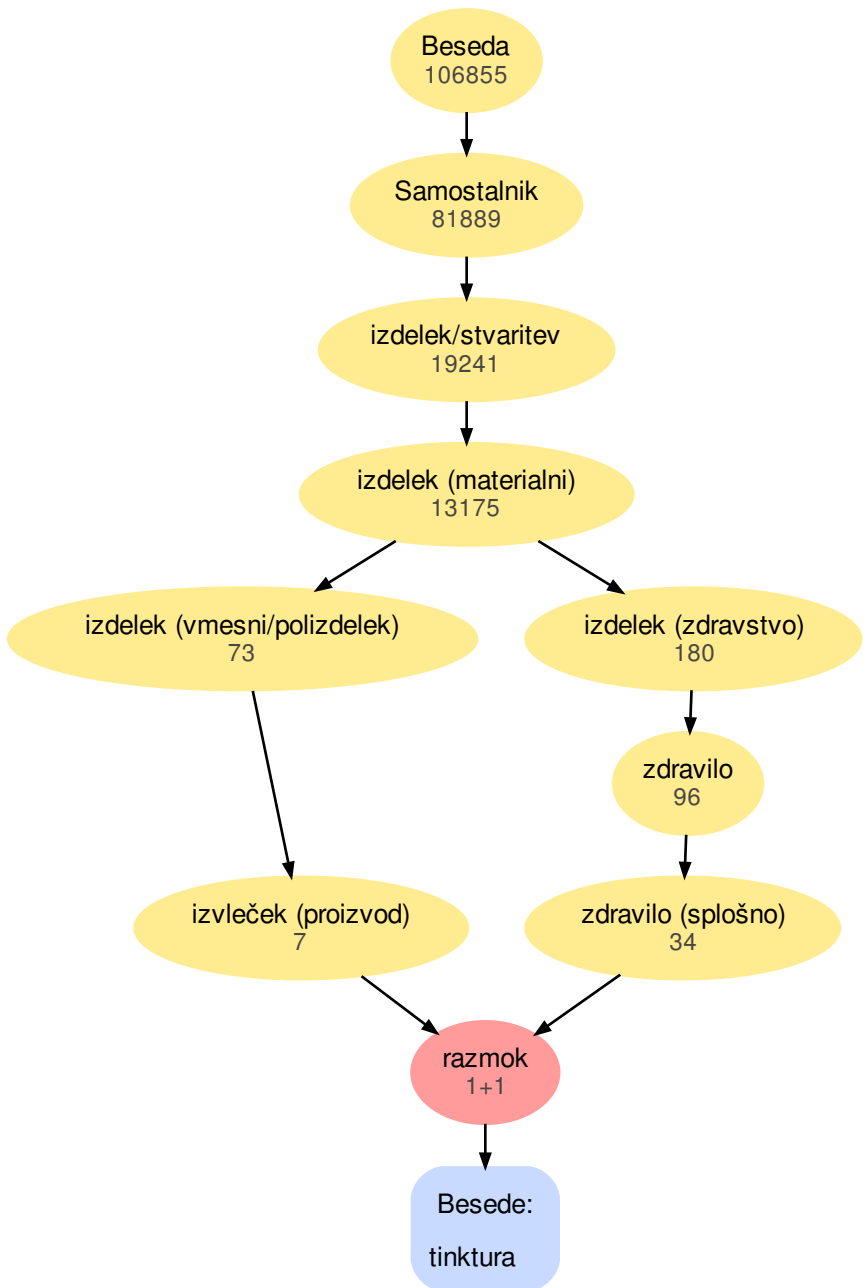 Beseda
106855
Samostalnik
81889
izdelek/stvaritev
19241
izdelek (materialni)
13175
izdelek (vmesni/polizdelek)
73
izdelek (zdravstvo)
180
zdravilo
96
izvleček (proizvod)
7
zdravilo (splošno)
34
razmok
1+1
Besede:
tinktura